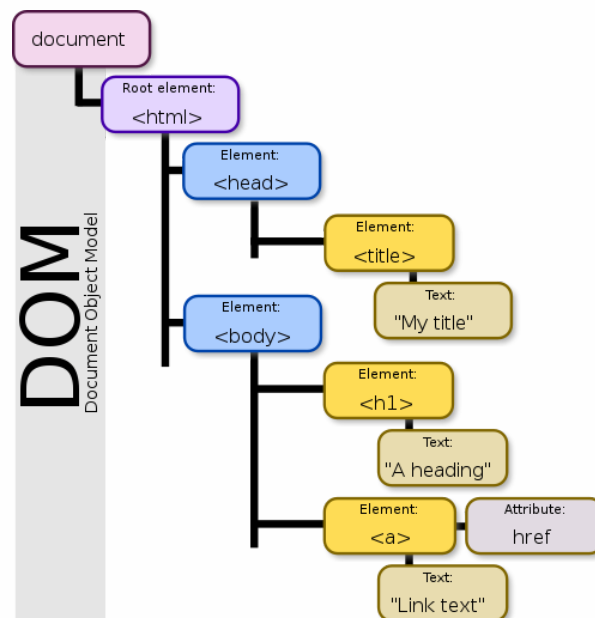 document
Root element:
<html>
Element:
<head>
Element:
<title>
Text:
"My title"
Element:
<body>
Element:
<h1>
Text:
"A heading"
Element:
<a>
Attribute:
href
Text:
"Link text"
DOM
Document Object Model